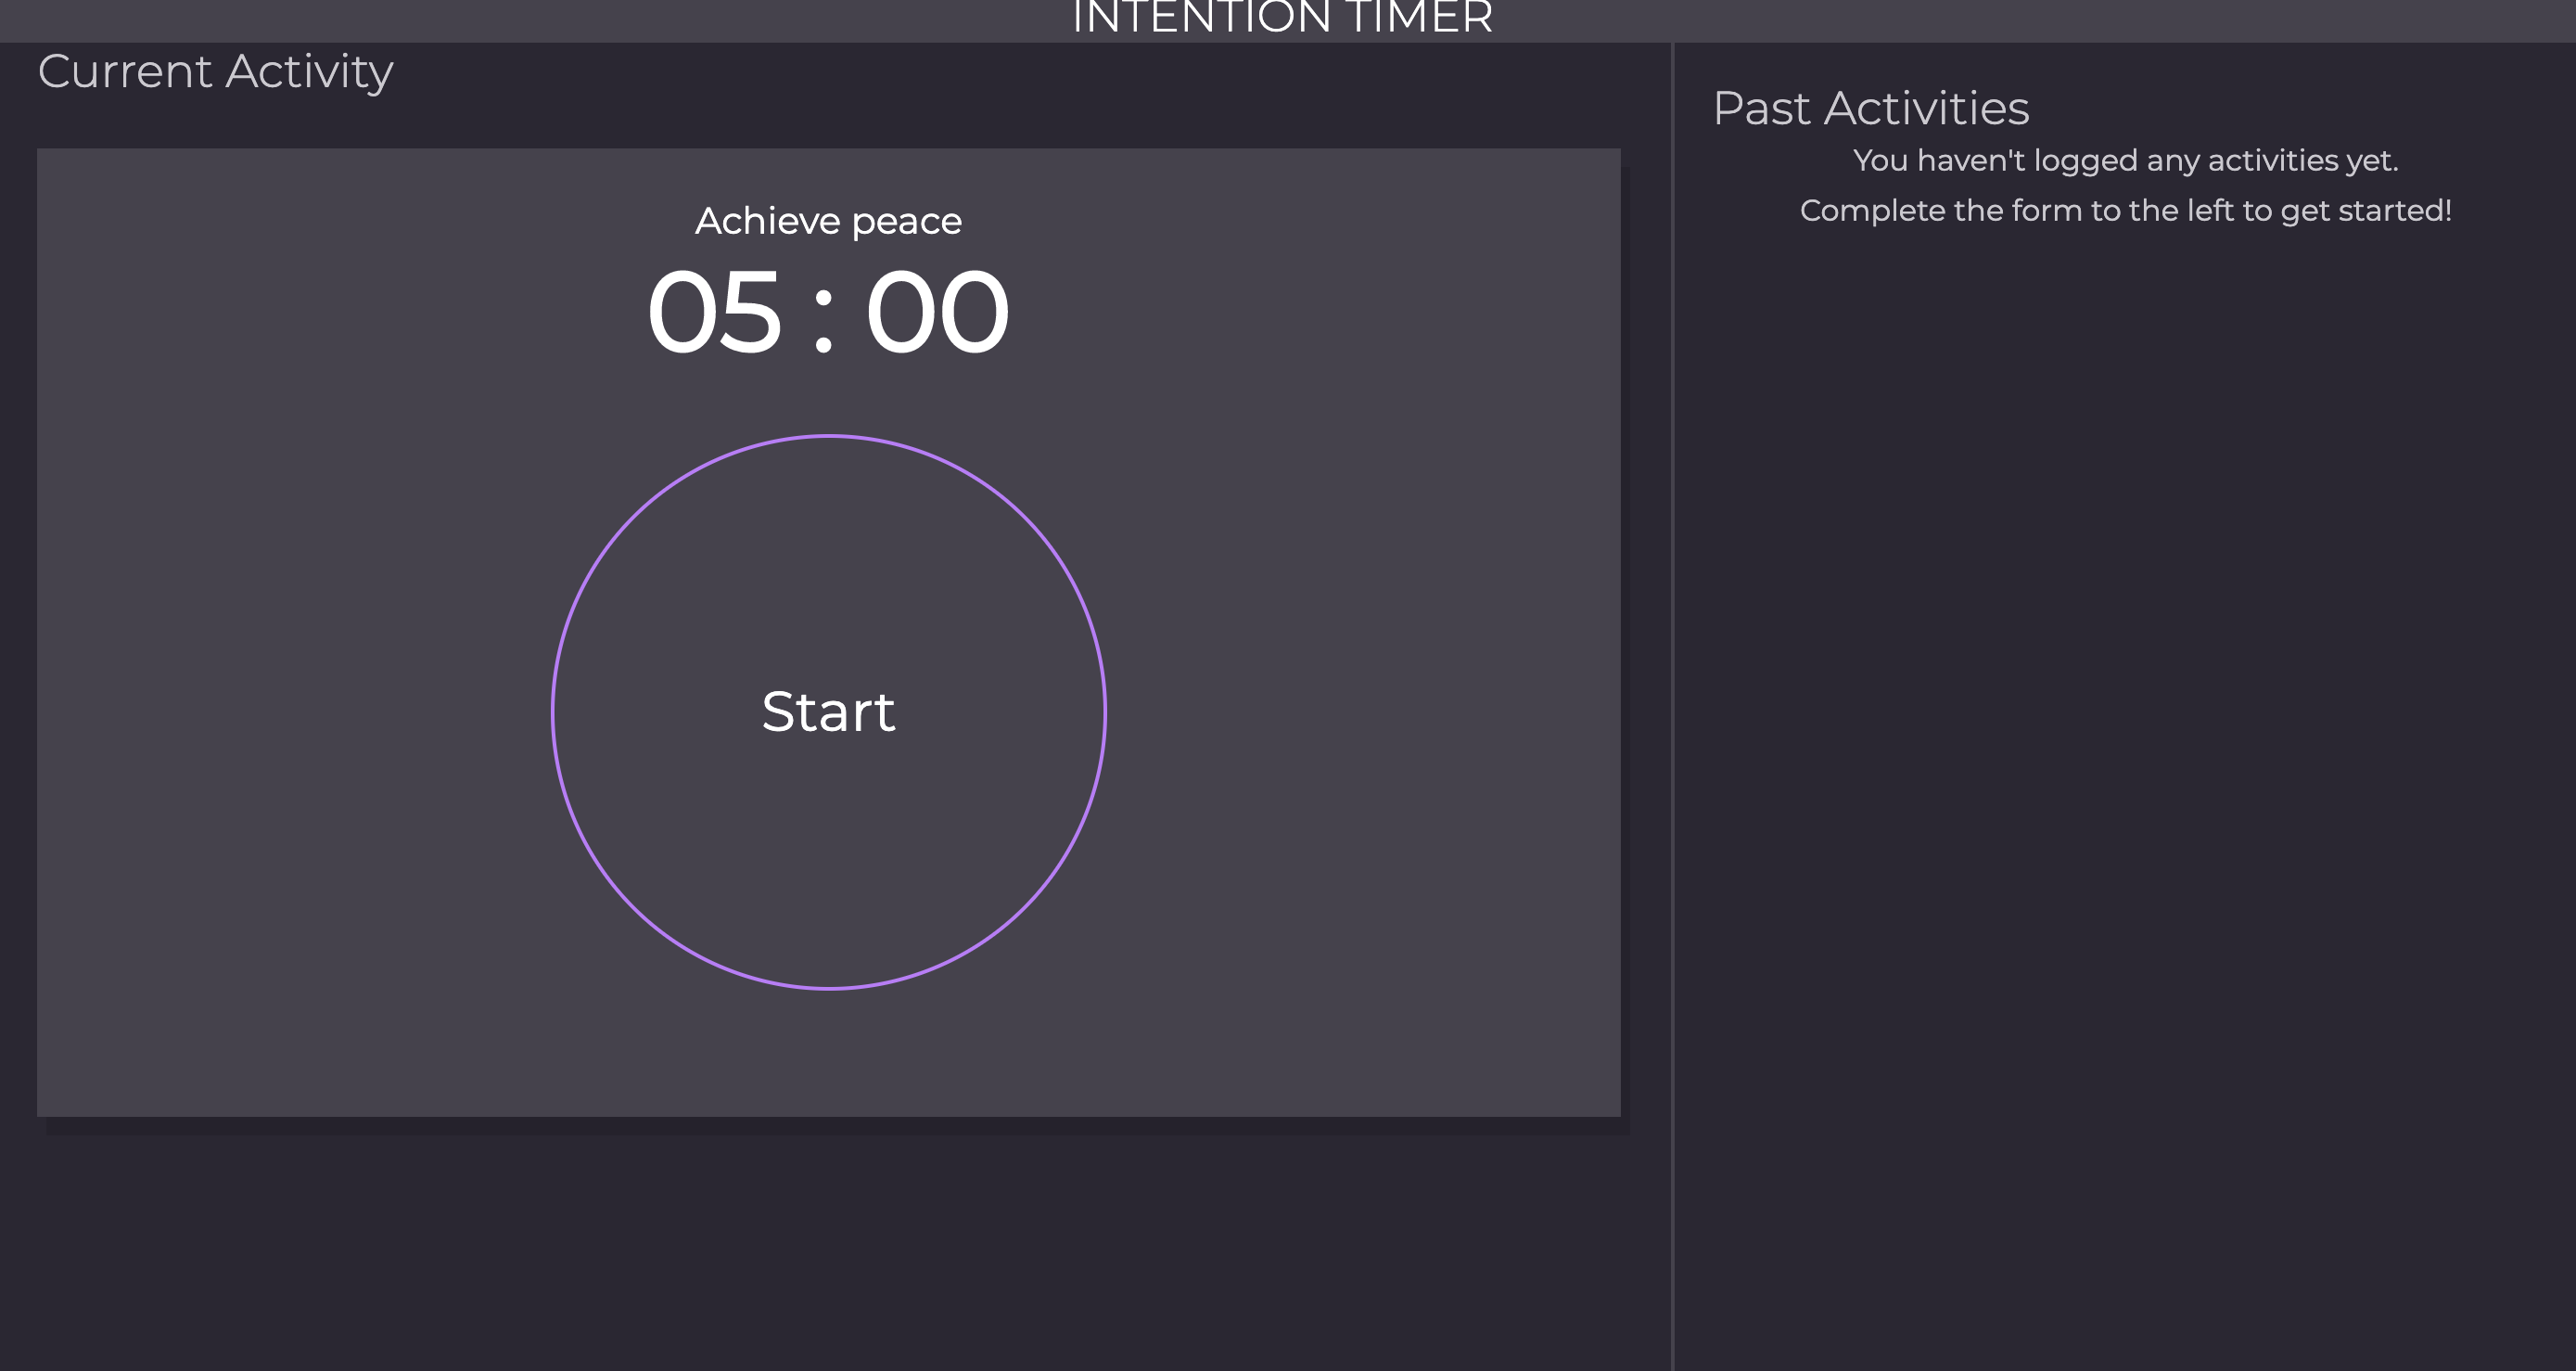 INTENTION TIMER
Current Activity
Achieve peace
05 : 00
Start
Past Activities
You haven't logged any activities yet.
Complete the form to the left to get started!